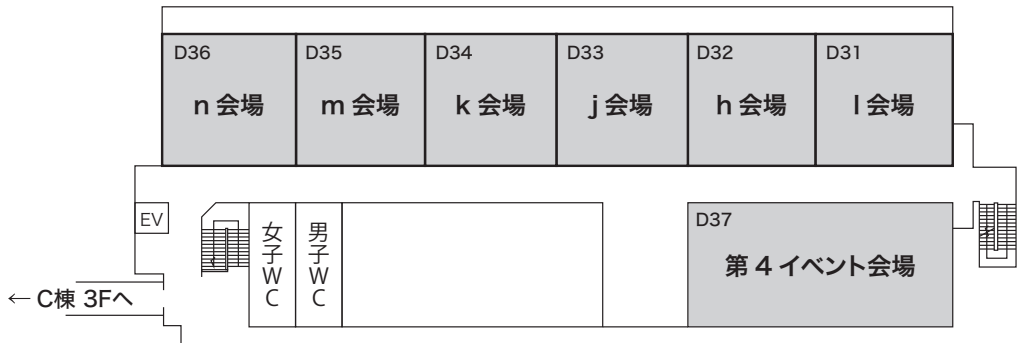 D36
n 会場
D35
m 会場
D34
k 会場
D33
j 会場
D32
h 会場
D31
l 会場
EV
女子WC
男子WC
D37
第 4 イベント会場
← C棟 3Fへ